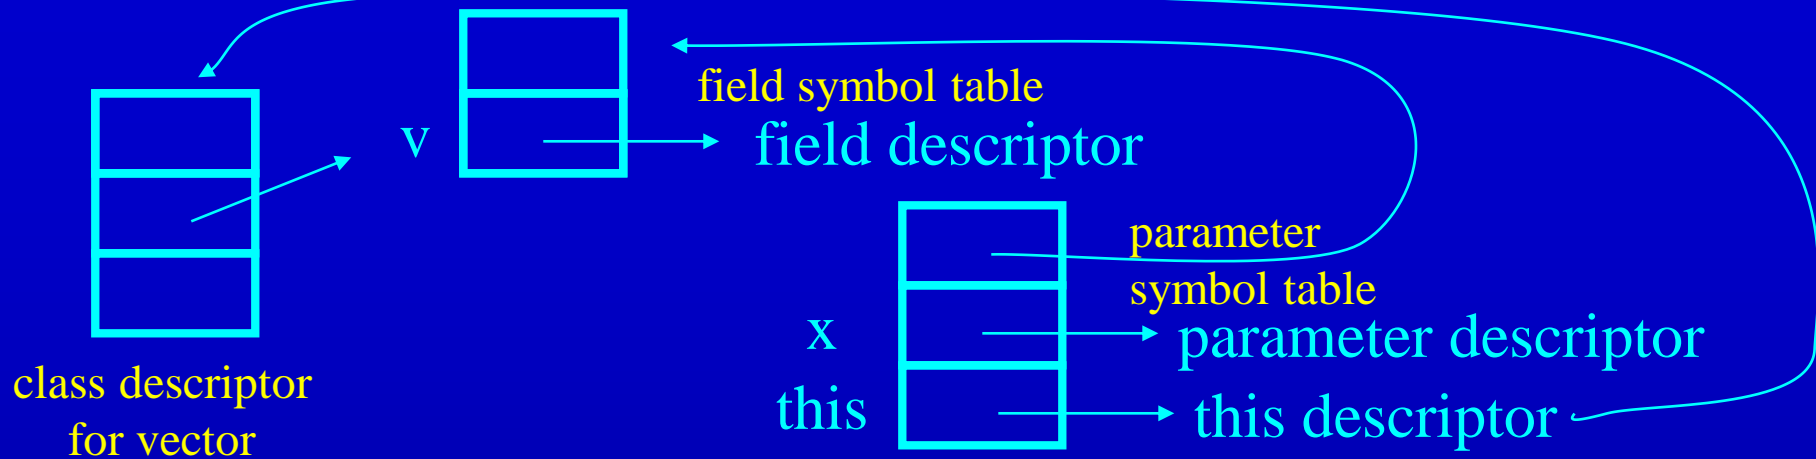 field symbol table
v
field descriptor
parameter
symbol table
x
parameter descriptor
class descriptor
for vector
this
this descriptor